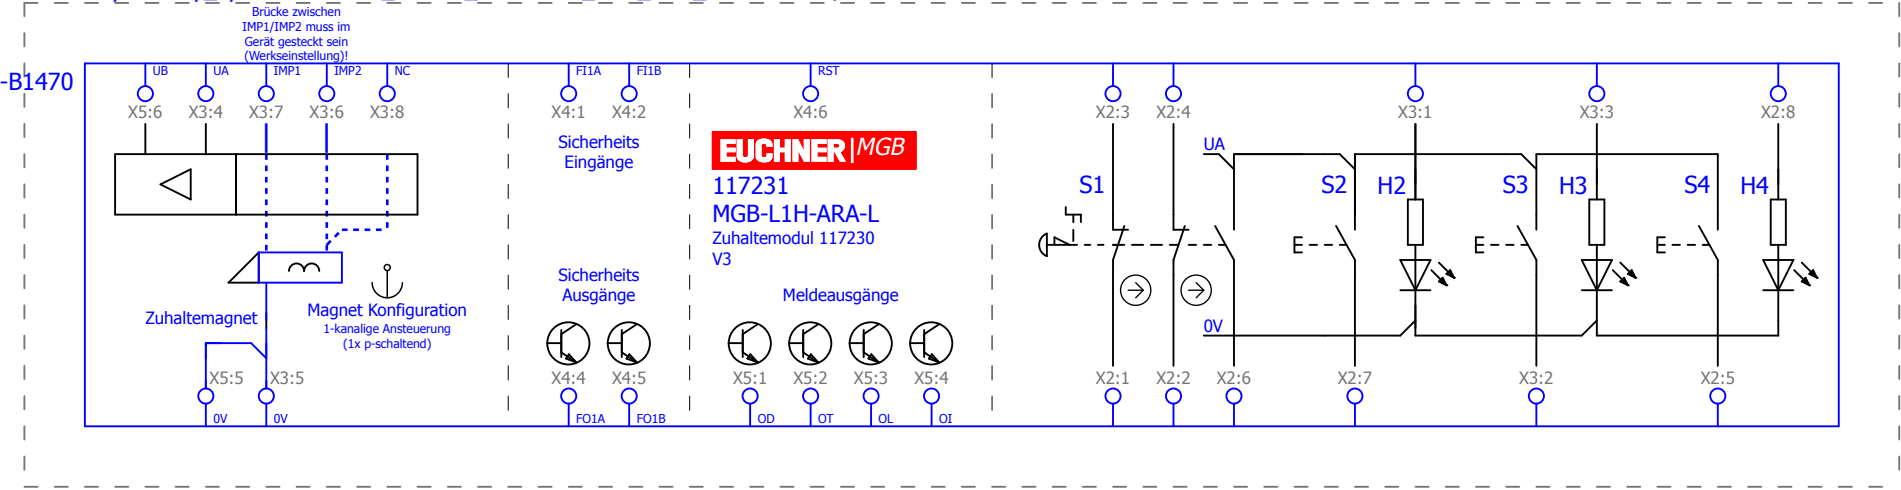 Brücke zwischen
IMP1/IMP2 muss im
Gerät gesteckt sein
(Werkseinstellung)!
-B1470
UB UA IMP1 IMP2 NC FI1A FI1B RST
X5:6 X3:4 X3:7 X3:6 X3:8 X4:1 X4:2 X4:6 X2:3 X2:4 X3:1 X3:3 X2:8
Sicherheits
Eingänge
EUCHNER|MGB
117231
MGB-L1H-ARA-L
Zuhaltemodul 117230
V3
UA
S1 S2 H2 S3 H3 S4 H4
E E E
Sicherheits
Ausgänge
Meldeausgänge
Zuhaltemagnet
Magnet Konfiguration
1-kanalige Ansteuerung
(1x p-schaltend)
0V
X5:5 X3:5 X4:4 X4:5 X5:1 X5:2 X5:3 X5:4 X2:1 X2:2 X2:6 X2:7 X3:2 X2:5
0V 0V FO1A FO1B OD OT OL OI